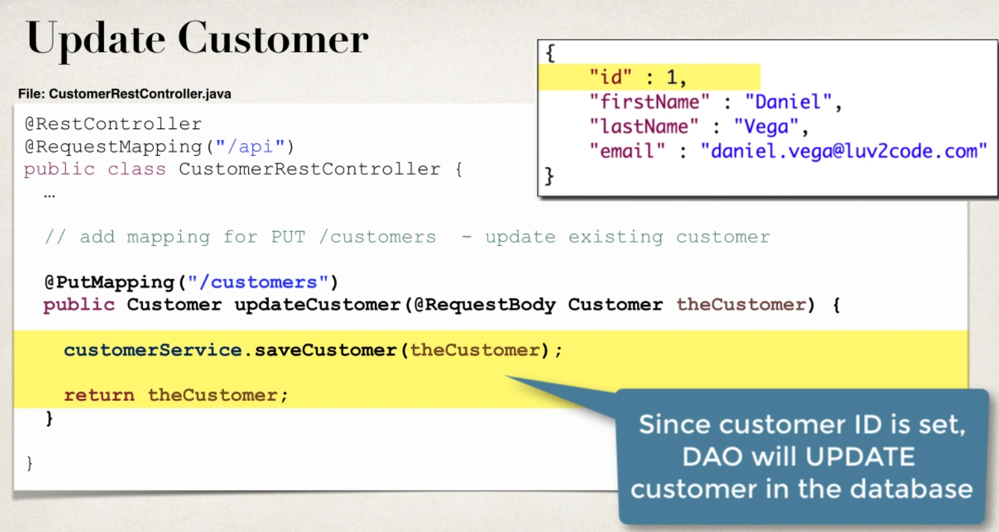 Update Customer
File: CustomerRestController.java
@RestController
@RequestMapping("/api")
public class CustomerRestController {
…
// add mapping for PUT /customers  - update existing customer
@PutMapping("/customers")
public Customer updateCustomer(@RequestBody Customer theCustomer) {
customerService.saveCustomer(theCustomer);
return theCustomer;
}
}
{
"id" : 1,
"firstName" : "Daniel",
"lastName" : "Vega",
"email" : "daniel.vega@luv2code.com"
}
Since customer ID is set,
DAO will UPDATE
customer in the database